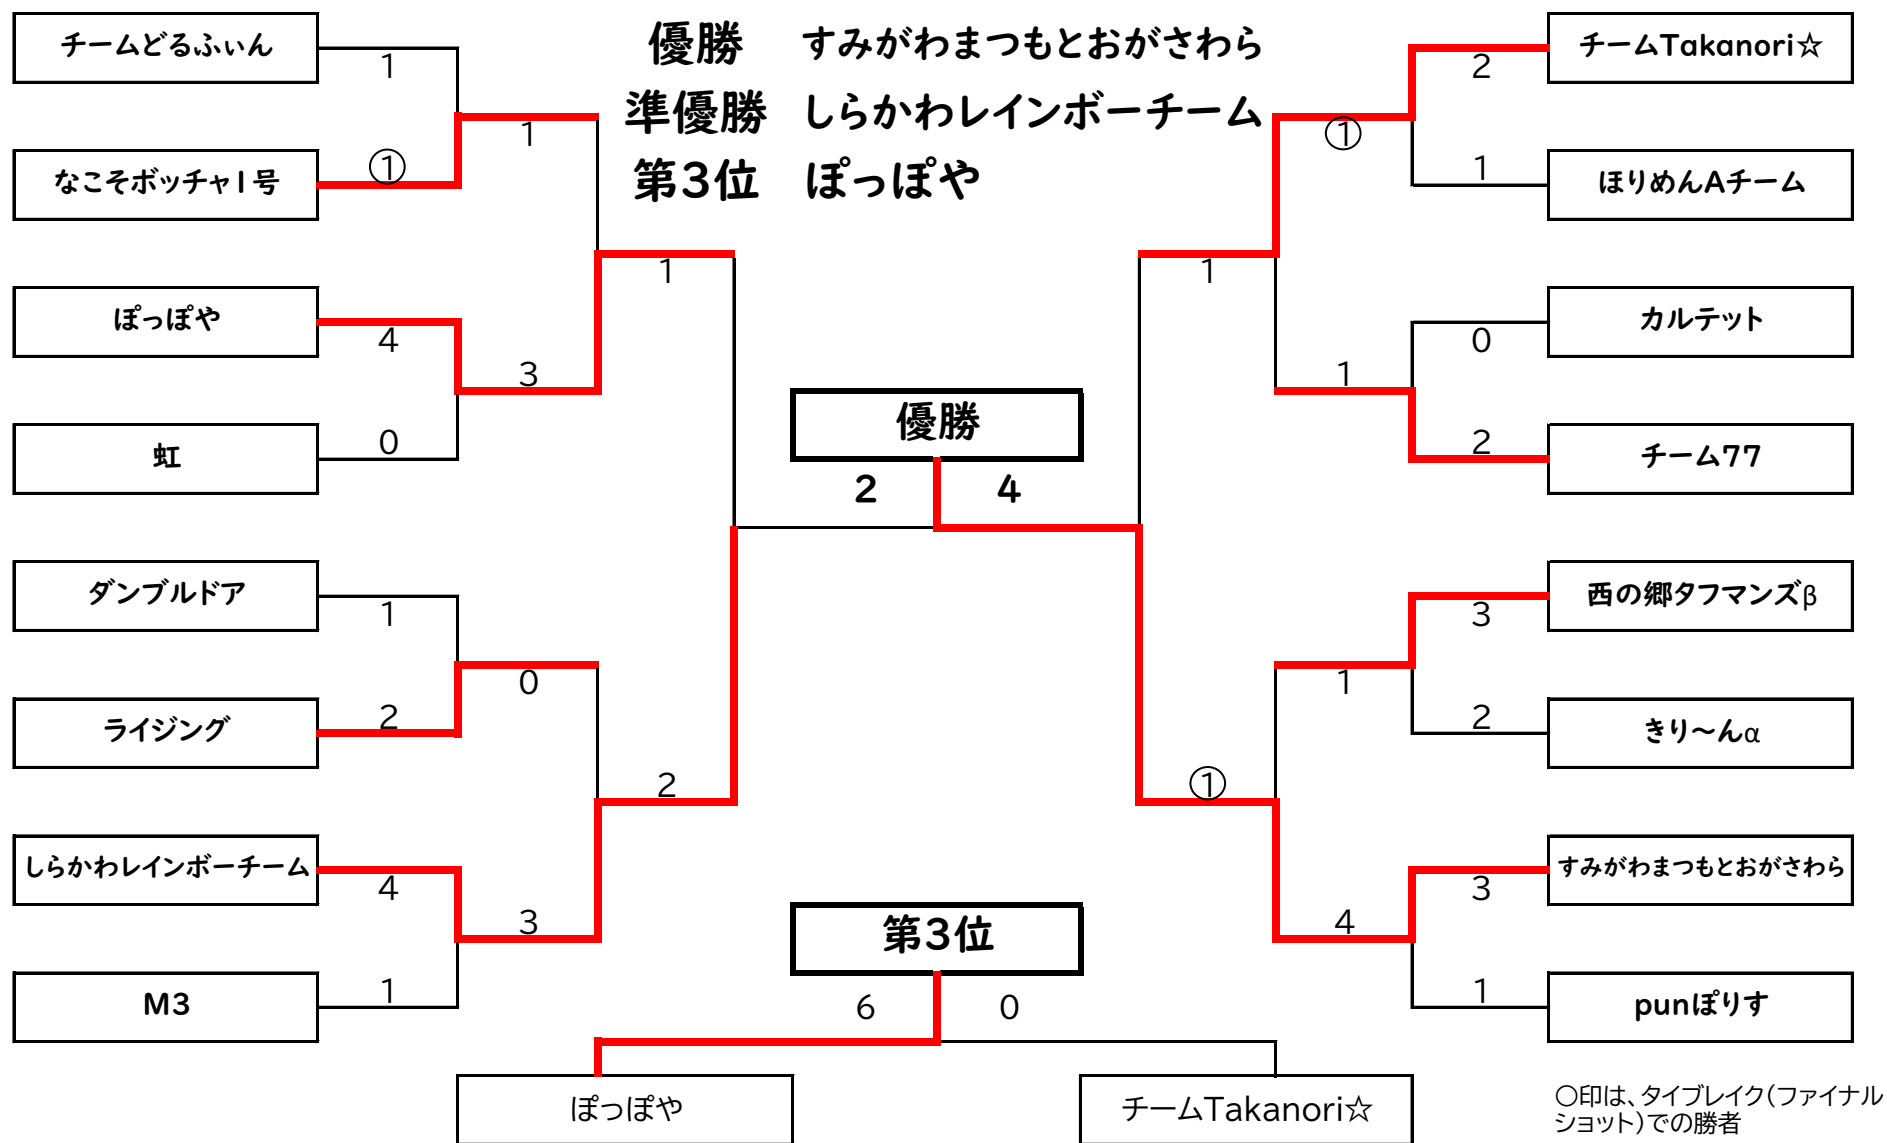 優勝 すみがわまつもとおがさわら
準優勝 しらかわレインボーチーム
第3位 ぽっぽや
チームどるふぃん
1
なこそボッチャ1号
①
1
ぽっぽや
4
虹
0
3
1
ダンブルドア
1
ライジング
2
0
しらかわレインボーチーム
4
M3
1
3
2
優勝
2 4
チームTakanori☆
2
ほりめんAチーム
1
①
カルテット
0
チーム77
2
1
1
西の郷タフマンズβ
3
きり～んα
2
1
すみがわまつもとおがさわら
3
punぽりす
1
4
①
第3位
6 0
ぽっぽや
チームTakanori☆
〇印は、タイブレイク(ファイナル
ショット)での勝者